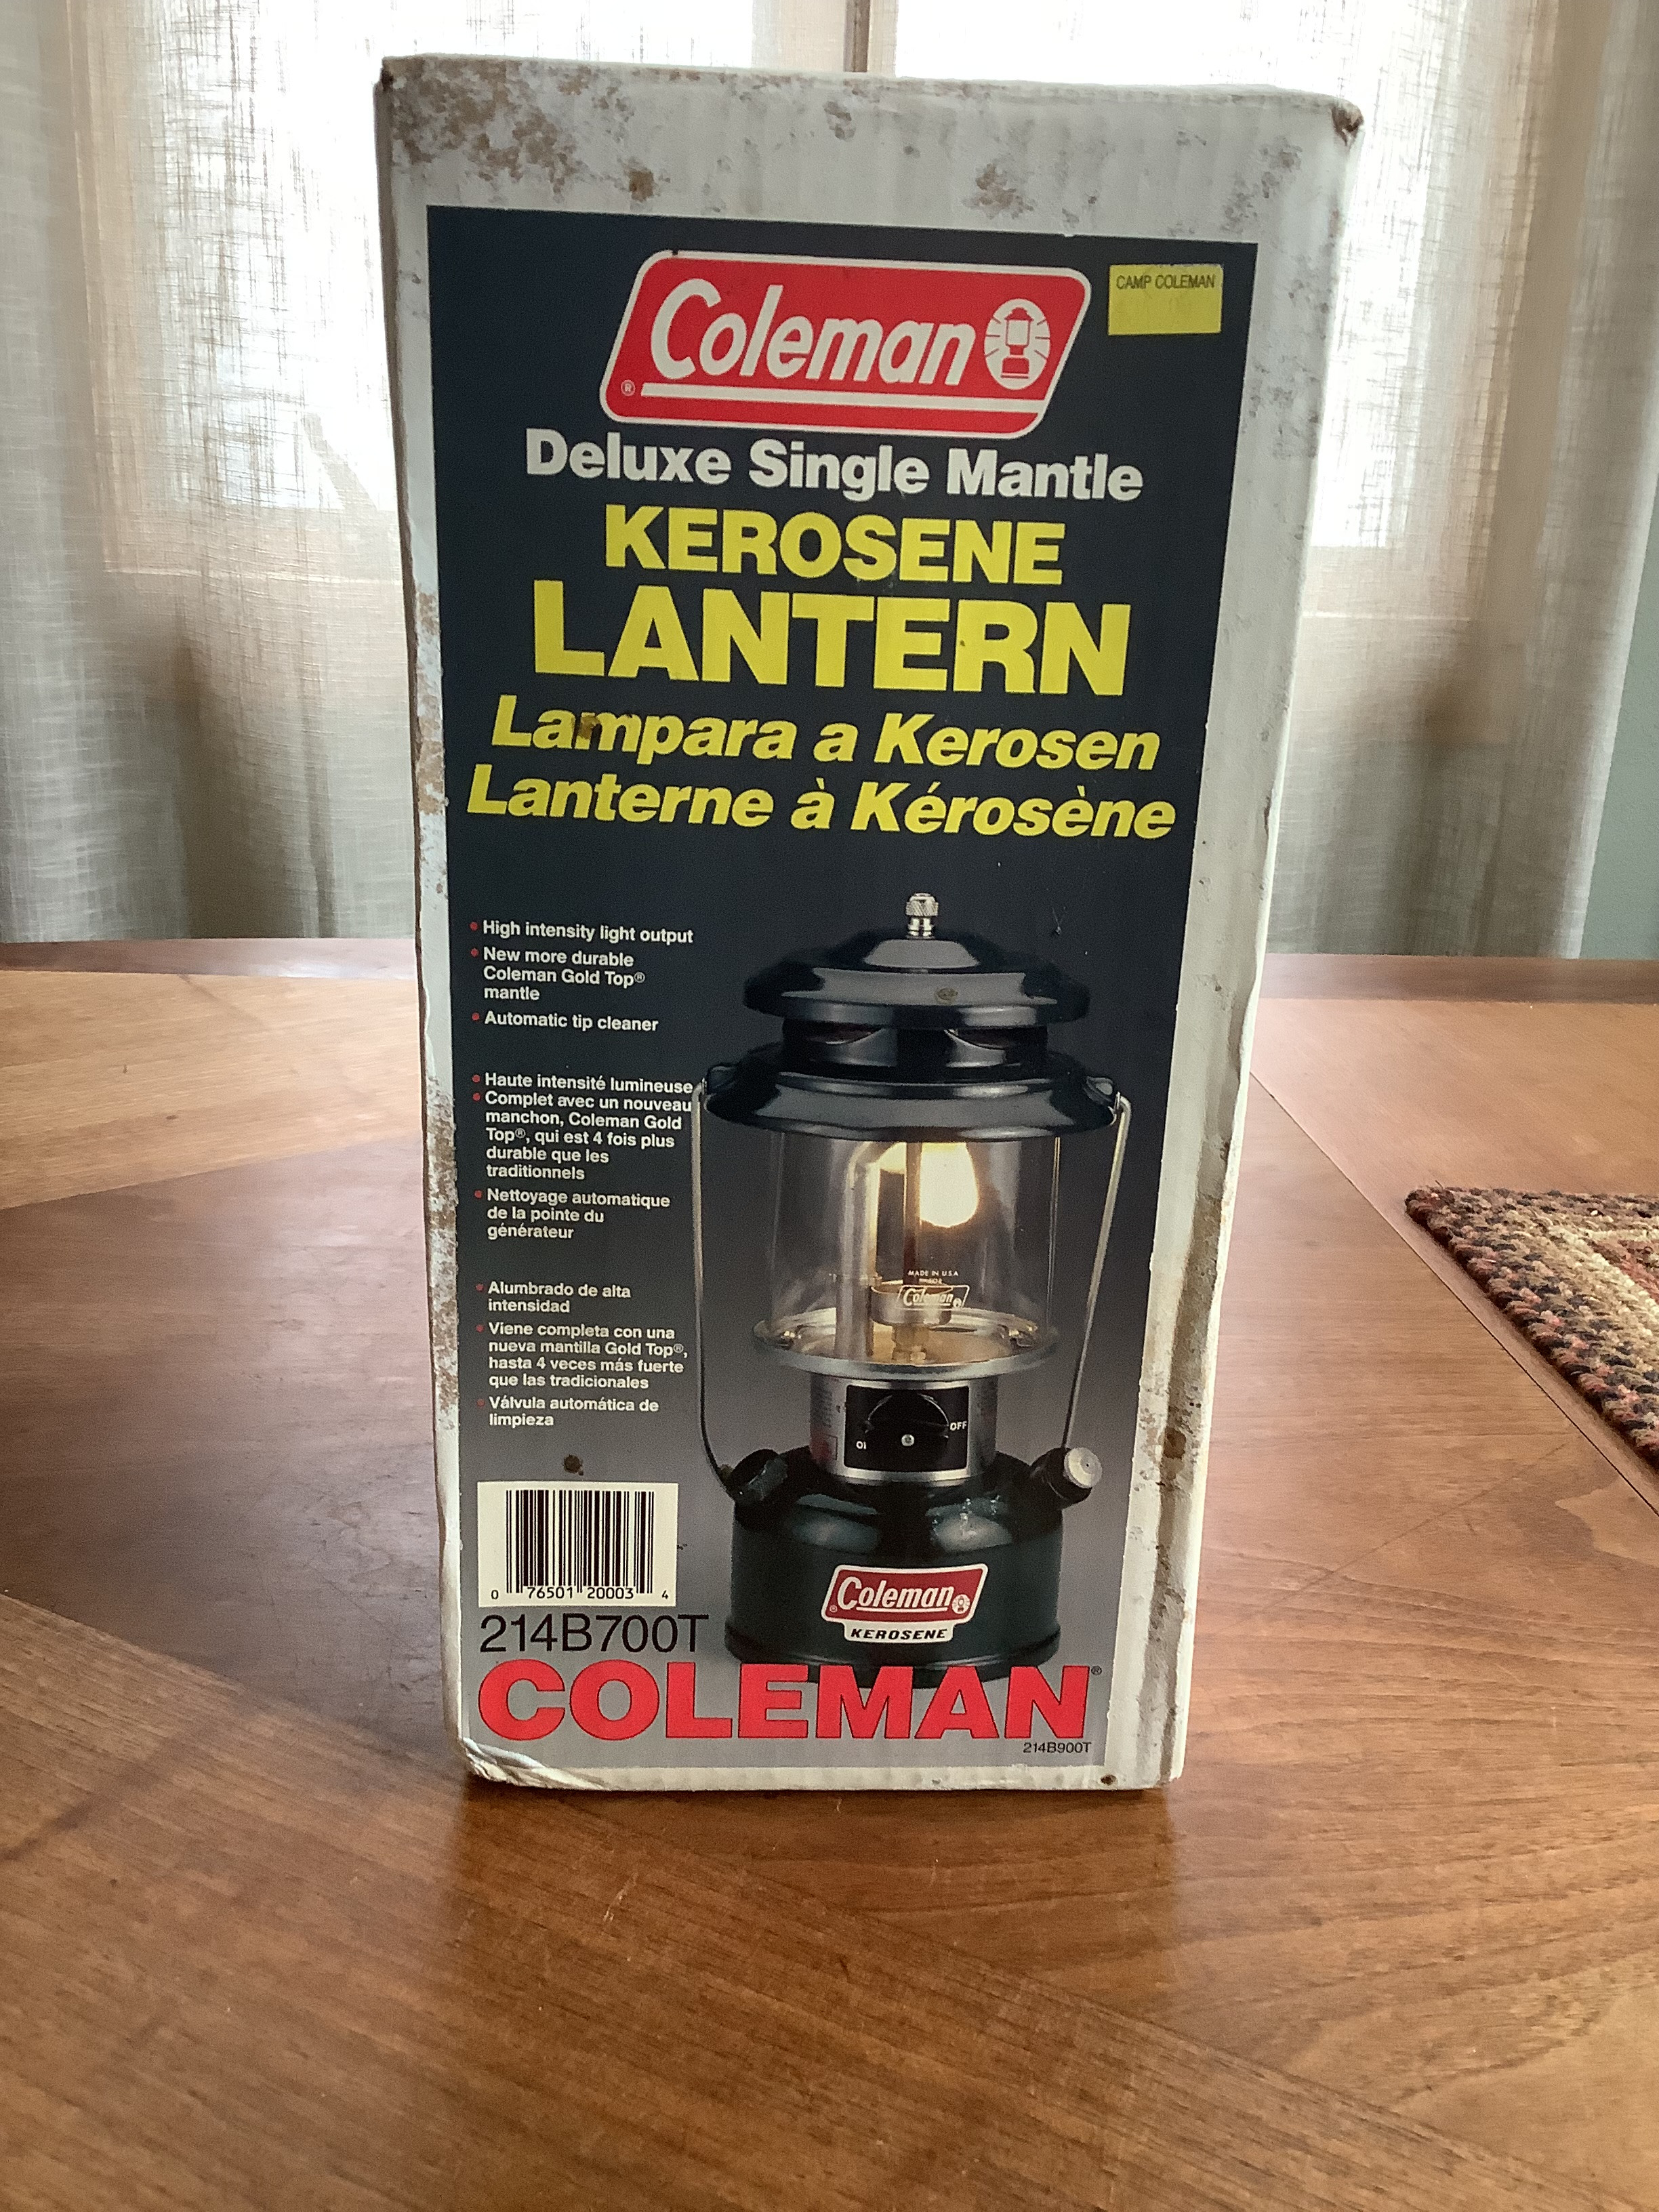 Coleman
®
CAMP COLEMAN
Deluxe Single Mantle
KEROSENE
LANTERN
Lampara a Kerosen
Lanterne à Kérosène
• High intensity light output
• New more durable
Coleman Gold Top®
mantle
• Automatic tip cleaner
• Haute intensité lumineuse
• Complet avec un nouveau
manchon, Coleman Gold
Top®, qui est 4 fois plus
durable que les
traditionnels
• Nettoyage automatique
de la pointe du
générateur
• Alumbrado de alta
intensidad
• Viene completa con una
nueva mantilla Gold Top®,
hasta 4 veces más fuerte
que las tradicionales
• Válvula automática de
limpieza
MADE IN U.S.A
Coleman
OFF
Coleman
KEROSENE
0 76501 20003 4
214B700T
COLEMAN®
214B900T